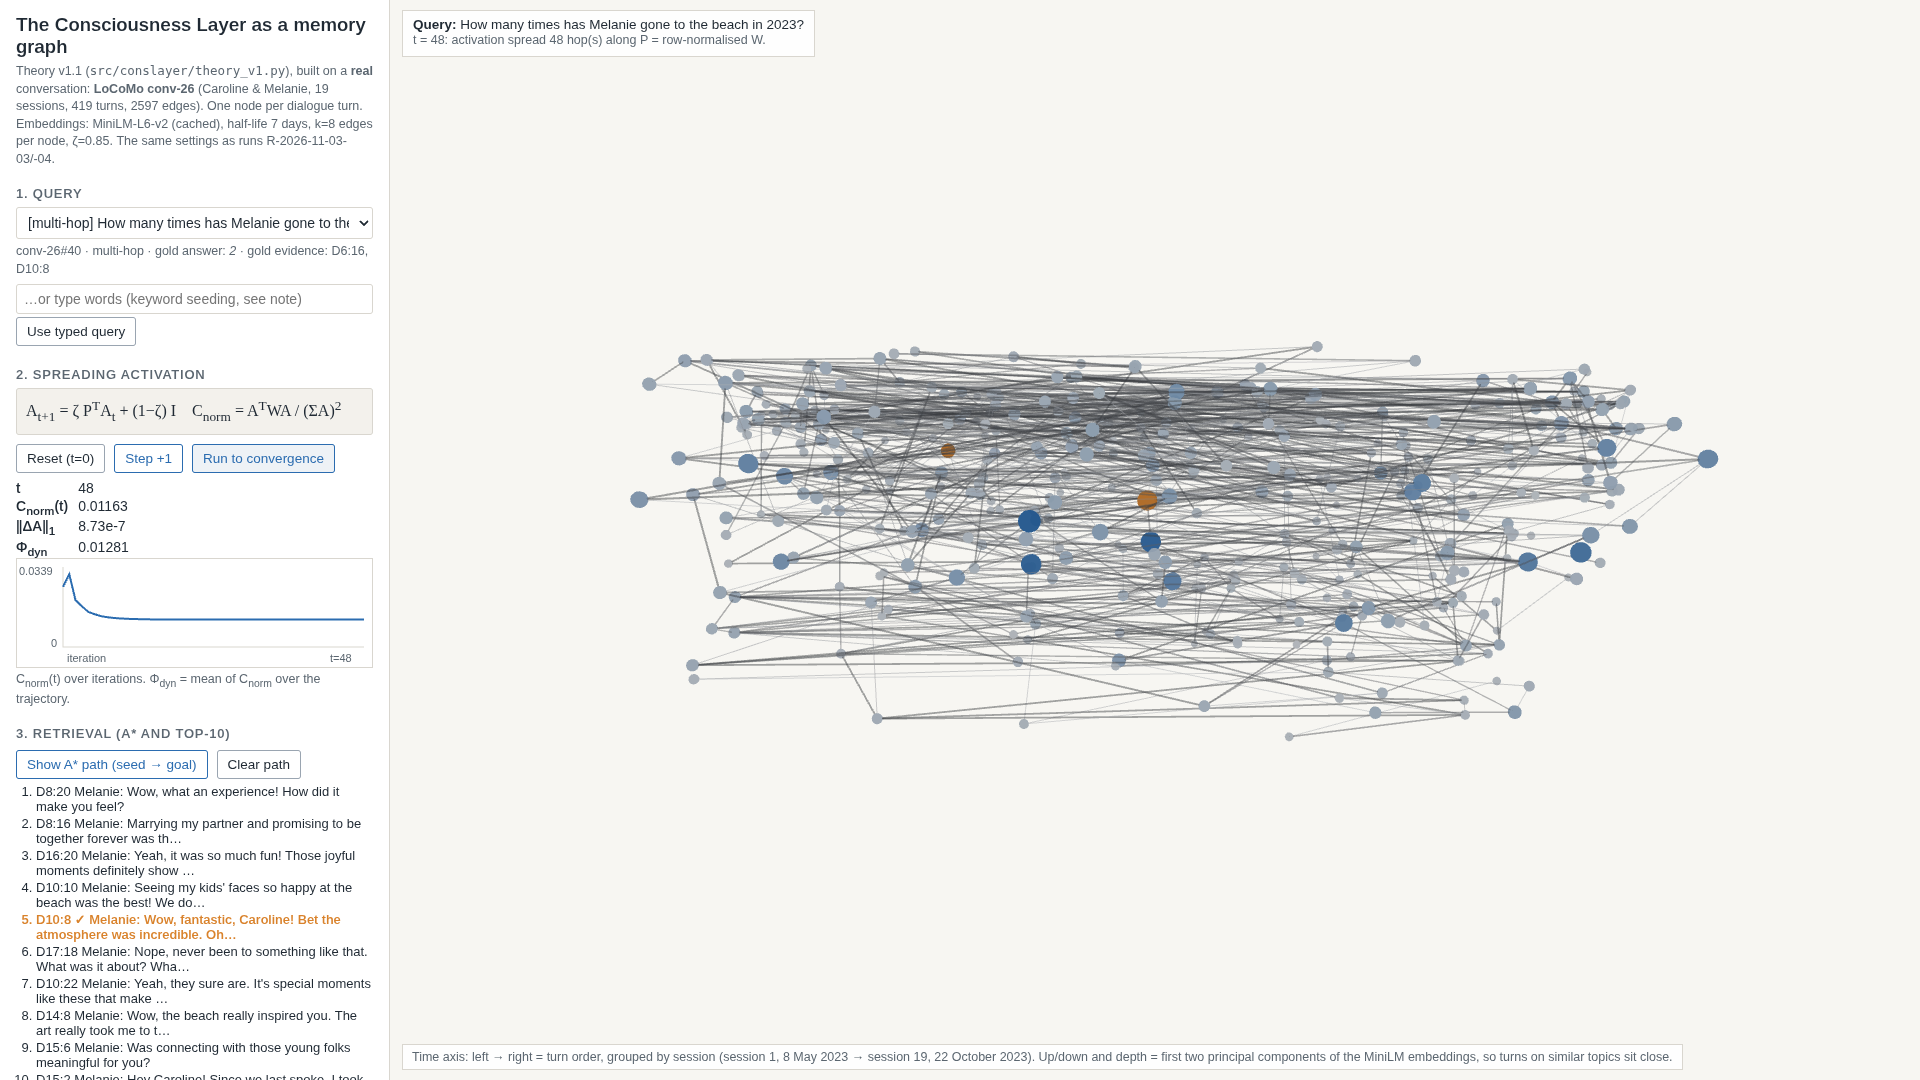 The Consciousness Layer as a memory
graph
Theory v1.1 (src/conslayer/theory_v1.py), built on a real
conversation: LoCoMo conv-26 (Caroline & Melanie, 19
sessions, 419 turns, 2597 edges). One node per dialogue turn.
Embeddings: MiniLM-L6-v2 (cached), half-life 7 days, k=8 edges
per node, ζ=0.85. The same settings as runs R-2026-11-03-
03/-04.
1. QUERY
[multi-hop] How many times has Melanie gone to the
conv-26#40 · multi-hop · gold answer: 2 · gold evidence: D6:16,
D10:8
…or type words (keyword seeding, see note)
Use typed query
2. SPREADING ACTIVATION
At+1 = ζ PTAt + (1−ζ) I Cnorm = ATWA / (ΣA)2
Reset (t=0) Step +1 Run to convergence
t 48
Cnorm(t) 0.01163
‖ΔA‖1 8.73e-7
Φdyn 0.01281
0.0339
0
iteration t=48
Cnorm(t) over iterations. Φdyn = mean of Cnorm over the
trajectory.
3. RETRIEVAL (A* AND TOP-10)
Show A* path (seed → goal) Clear path
1. D8:20 Melanie: Wow, what an experience! How did it
make you feel?
2. D8:16 Melanie: Marrying my partner and promising to be
together forever was th…
3. D16:20 Melanie: Yeah, it was so much fun! Those joyful
moments definitely show …
4. D10:10 Melanie: Seeing my kids' faces so happy at the
beach was the best! We do…
5. D10:8 ✓ Melanie: Wow, fantastic, Caroline! Bet the
atmosphere was incredible. Oh…
6. D17:18 Melanie: Nope, never been to something like that.
What was it about? Wha…
7. D10:22 Melanie: Yeah, they sure are. It's special moments
like these that make …
8. D14:8 Melanie: Wow, the beach really inspired you. The
art really took me to t…
9. D15:6 Melanie: Was connecting with those young folks
meaningful for you?
10. D15:2 Melanie: Hey Caroline! Since we last spoke, I took
Query: How many times has Melanie gone to the beach in 2023?
t = 48: activation spread 48 hop(s) along P = row-normalised W.
Time axis: left → right = turn order, grouped by session (session 1, 8 May 2023 → session 19, 22 October 2023). Up/down and depth = first two principal components of the MiniLM embeddings, so turns on similar topics sit close.